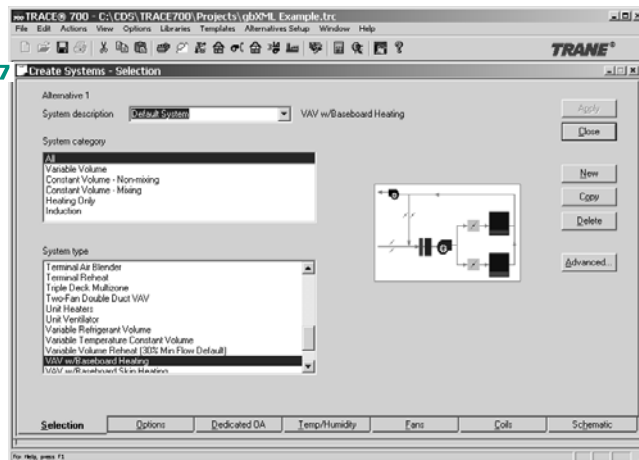 TRACE® 700 - C:\CDS\TRACE700\Projects\gbXML Example.trc
File Edit Actions View Options Libraries Templates Alternatives Setup Window Help
TRANE®
7
Create Systems - Selection
Alternative 1
System description Default System VAV w/Baseboard Heating
Apply
Close
System category
All
Variable Volume
Constant Volume - Non-mixing
Constant Volume - Mixing
Heating Only
Induction
New
Copy
Delete
Advanced...
System type
Terminal Air Blender
Terminal Reheat
Triple Deck Multizone
Two-Fan Double Duct VAV
Unit Heaters
Unit Ventilator
Variable Refrigerant Volume
Variable Temperature Constant Volume
Variable Volume Reheat (30% Min Flow Default)
VAV w/Baseboard Heating
VAV w/Baseboard Skin Heating
Selection Options Dedicated OA Temp/Humidity Fans Coils Schematic
For Help, press F1